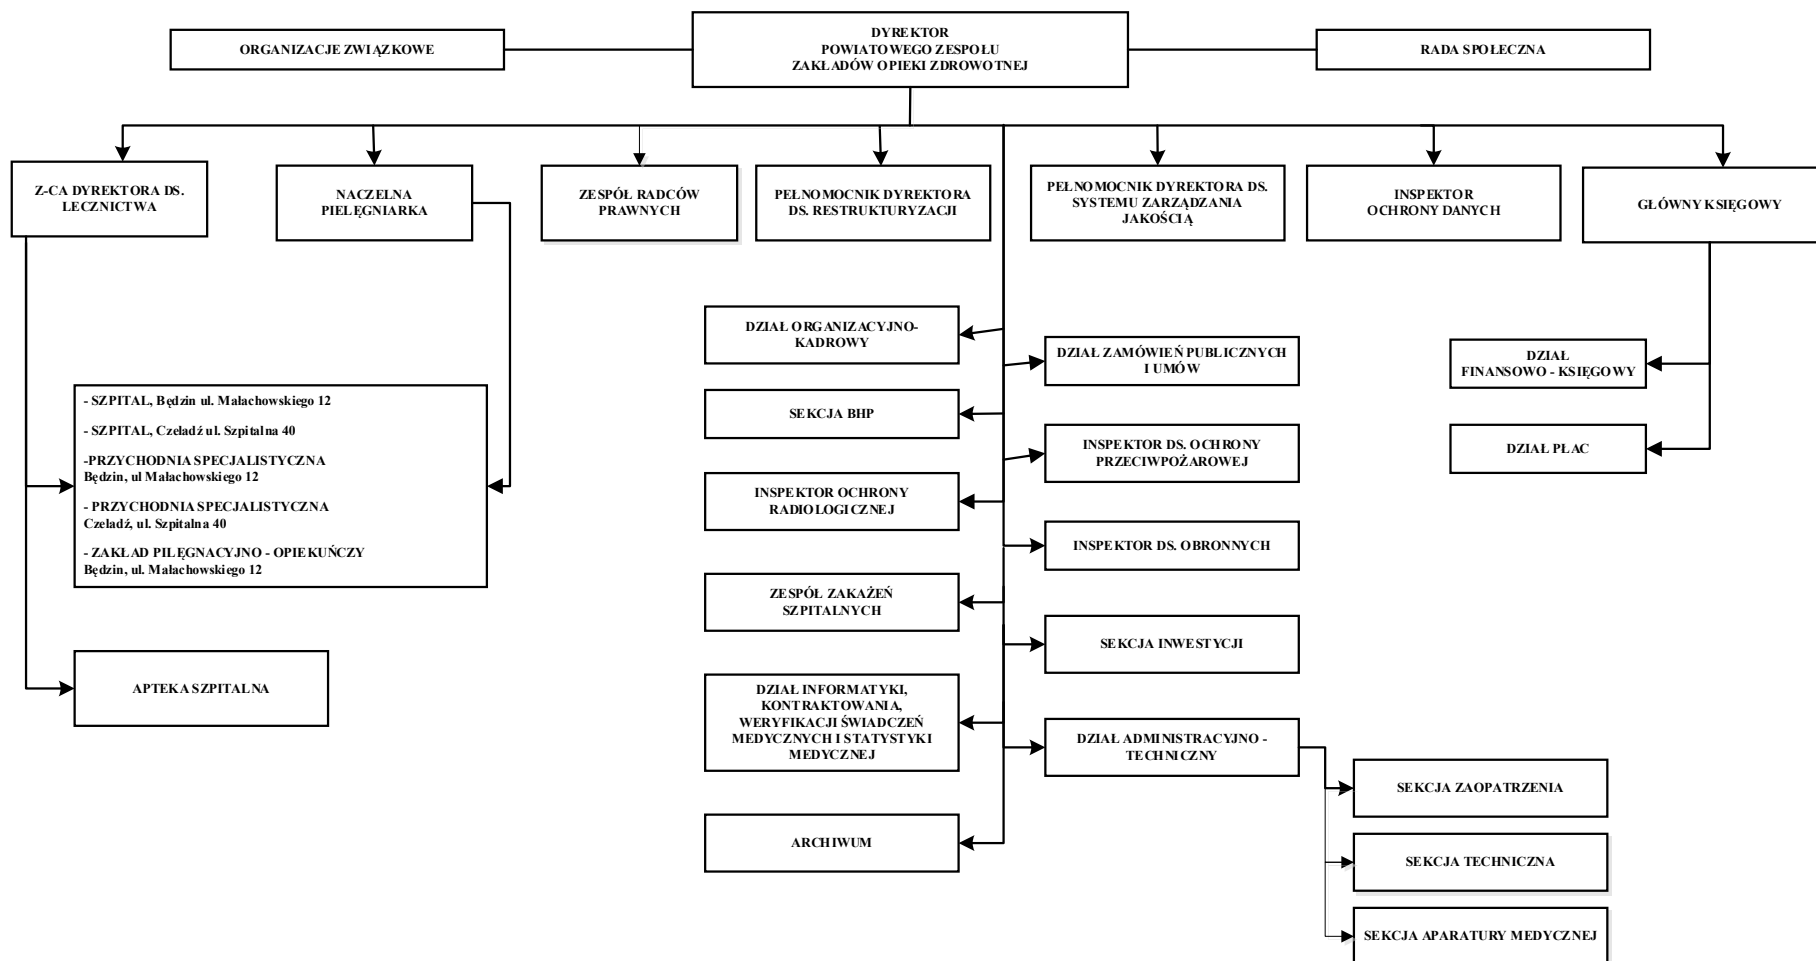 ORGANIZACJE ZWIĄZKOWE
DYREKTOR
POWIATOWEGO ZESPOŁU
ZAKŁADÓW OPIEKI ZDROWOTNEJ
RADA SPOŁECZNA
Z-CA DYREKTORA DS.
LECZNICTWA
NACZELNA
PIELĘGNIARKA
ZESPÓŁ RADCÓW
PRAWNYCH
PEŁNOMOCNIK DYREKTORA
DS. RESTRUKTURYZACJI
PEŁNOMOCNIK DYREKTORA DS.
SYSTEMU ZARZĄDZANIA
JAKOŚCIĄ
INSPEKTOR
OCHRONY DANYCH
GŁÓWNY KSIĘGOWY
- SZPITAL, Będzin ul. Małachowskiego 12
- SZPITAL, Czeladź ul. Szpitalna 40
-PRZYCHODNIA SPECJALISTYCZNA
Będzin, ul Małachowskiego 12
- PRZYCHODNIA SPECJALISTYCZNA
Czeladź, ul. Szpitalna 40
- ZAKŁAD PILĘGNACYJNO - OPIEKUŃCZY
Będzin, ul. Małachowskiego 12
APTEKA SZPITALNA
DZIAŁ ORGANIZACYJNO-
KADROWY
SEKCJA BHP
INSPEKTOR OCHRONY
RADIOLOGICZNEJ
ZESPÓŁ ZAKAŻEŃ
SZPITALNYCH
DZIAŁ INFORMATYKI,
KONTRAKTOWANIA,
WERYFIKACJI ŚWIADCZEŃ
MEDYCZNYCH I STATYSTYKI
MEDYCZNEJ
ARCHIWUM
DZIAŁ ZAMÓWIEŃ PUBLICZNYCH
I UMÓW
INSPEKTOR DS. OCHRONY
PRZECIWPOŻAROWEJ
INSPEKTOR DS. OBRONNYCH
SEKCJA INWESTYCJI
DZIAŁ ADMINISTRACYJNO -
TECHNICZNY
DZIAŁ
FINANSOWO - KSIĘGOWY
DZIAŁ PŁAC
SEKCJA ZAOPATRZENIA
SEKCJA TECHNICZNA
SEKCJA APARATURY MEDYCZNEJ